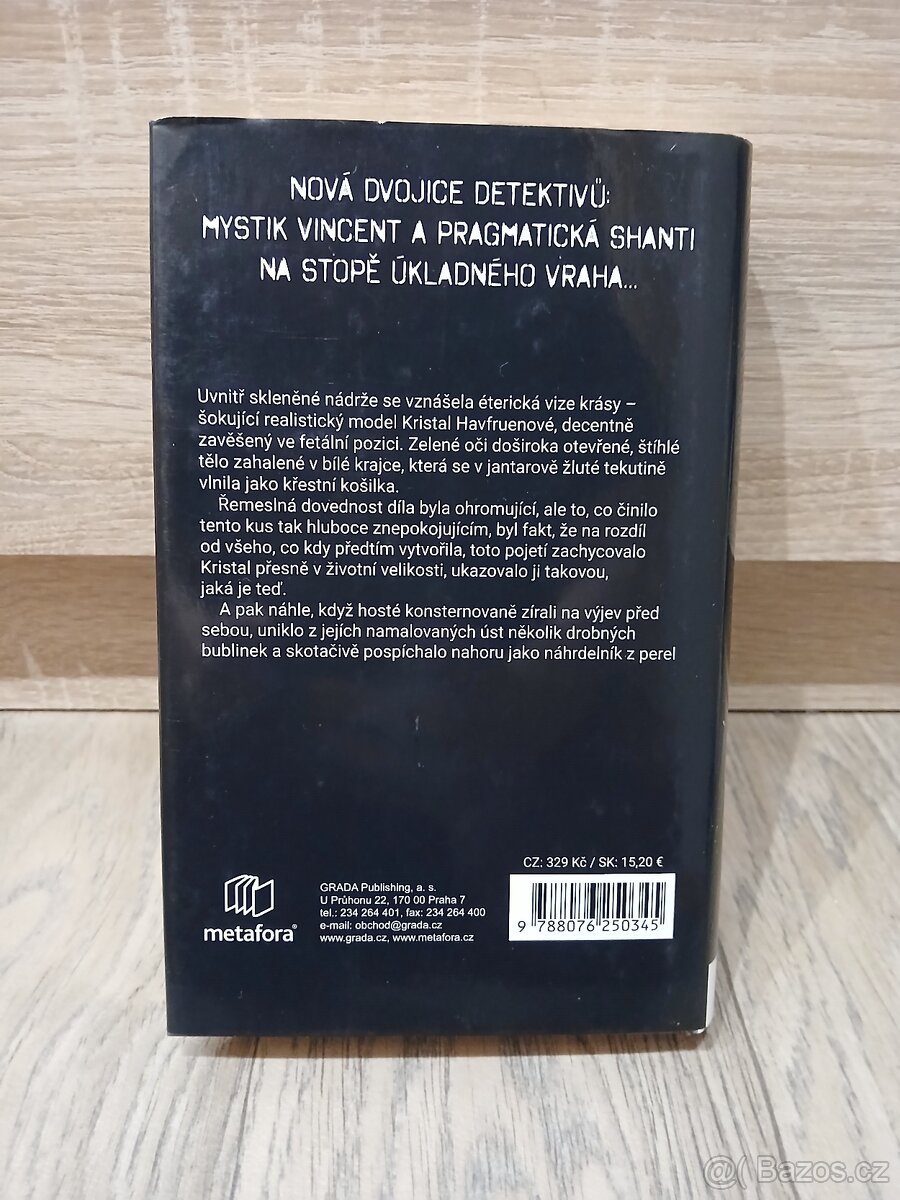 NOVÁ DVOJICE DETEKTIVŮ:
MYSTIK VINCENT A PRAGMATICKÁ SHANTI
NA STOPĚ ÚKLADNÉHO VRAHA...
Uvnitř skleněné nádrže se vznášela éterická vize krásy –
šokující realistický model Kristal Havfruenové, decentně
zavěšený ve fetální pozici. Zelené oči doširoka otevřené, štíhlé
tělo zahalené v bílé krajce, která se v jantarově žluté tekutině
vlnila jako křestní košilka.
Řemeslná dovednost díla byla ohromující, ale to, co činilo
tento kus tak hluboce znepokojujícím, byl fakt, že na rozdíl
od všeho, co kdy předtím vytvořila, toto pojetí zachycovalo
Kristal přesně v životní velikosti, ukazovalo ji takovou,
jaká je teď.
A pak náhle, když hosté konsternovaně zírali na výjev před
sebou, uniklo z jejích namalovaných úst několik drobných
bublinek a skotačivě pospíchalo nahoru jako náhrdelník z perel
CZ: 329 Kč / SK: 15,20 €
metafora®
GRADA Publishing, a. s.
U Průhonu 22, 170 00 Praha 7
tel.: 234 264 401, fax: 234 264 400
e-mail: obchod@grada.cz
www.grada.cz, www.metafora.cz
9 788076 250345
@( Bazos.cz